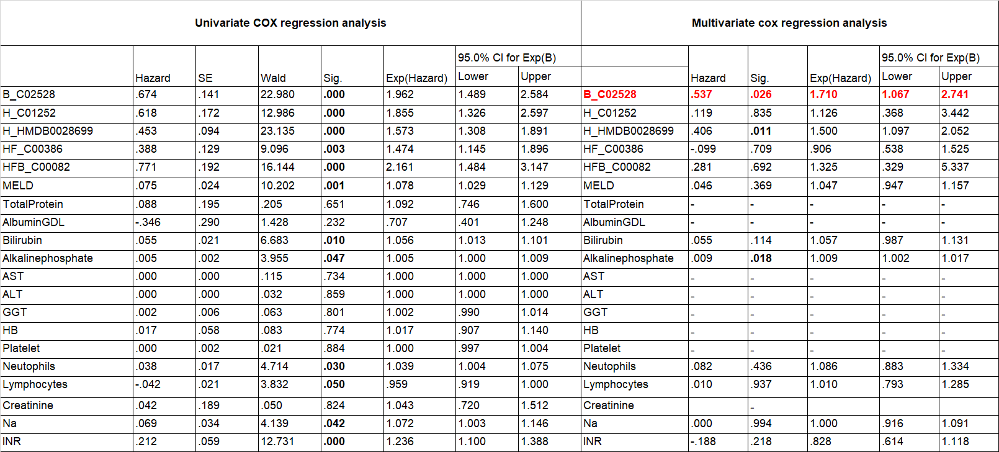 Univariate COX regression analysis Multivariate cox regression analysis
95.0% CI for Exp(B) 95.0% CI for Exp(B)
Hazard SE Wald Sig. Exp(Hazard) Lower Upper Hazard Sig. Exp(Hazard) Lower Upper
B_C02528 .674 .141 22.980 .000 1.962 1.489 2.584 B_C02528 .537 .026 1.710 1.067 2.741
H_C01252 .618 .172 12.986 .000 1.855 1.326 2.597 H_C01252 .119 .835 1.126 .368 3.442
H_HMDB0028699 .453 .094 23.135 .000 1.573 1.308 1.891 H_HMDB0028699 .406 .011 1.500 1.097 2.052
HF_C00386 .388 .129 9.096 .003 1.474 1.145 1.896 HF_C00386 -.099 .709 .906 .538 1.525
HFB_C00082 .771 .192 16.144 .000 2.161 1.484 3.147 HFB_C00082 .281 .692 1.325 .329 5.337
MELD .075 .024 10.202 .001 1.078 1.029 1.129 MELD .046 .369 1.047 .947 1.157
TotalProtein .088 .195 .205 .651 1.092 .746 1.600 TotalProtein - - - - -
AlbuminGDL -.346 .290 1.428 .232 .707 .401 1.248 AlbuminGDL - - - - -
Bilirubin .055 .021 6.683 .010 1.056 1.013 1.101 Bilirubin .055 .114 1.057 .987 1.131
Alkalinephosphate .005 .002 3.955 .047 1.005 1.000 1.009 Alkalinephosphate .009 .018 1.009 1.002 1.017
AST .000 .000 .115 .734 1.000 1.000 1.000 AST - - - - -
ALT .000 .000 .032 .859 1.000 1.000 1.000 ALT - - - - -
GGT .002 .006 .063 .801 1.002 .990 1.014 GGT - - - - -
HB .017 .058 .083 .774 1.017 .907 1.140 HB - - - - -
Platelet .000 .002 .021 .884 1.000 .997 1.004 Platelet - - - - -
Neutophils .038 .017 4.714 .030 1.039 1.004 1.075 Neutophils .082 .436 1.086 .883 1.334
Lymphocytes -.042 .021 3.832 .050 .959 .919 1.000 Lymphocytes .010 .937 1.010 .793 1.285
Creatinine .042 .189 .050 .824 1.043 .720 1.512 Creatinine -
Na .069 .034 4.139 .042 1.072 1.003 1.146 Na .000 .994 1.000 .916 1.091
INR .212 .059 12.731 .000 1.236 1.100 1.388 INR -.188 .218 .828 .614 1.118